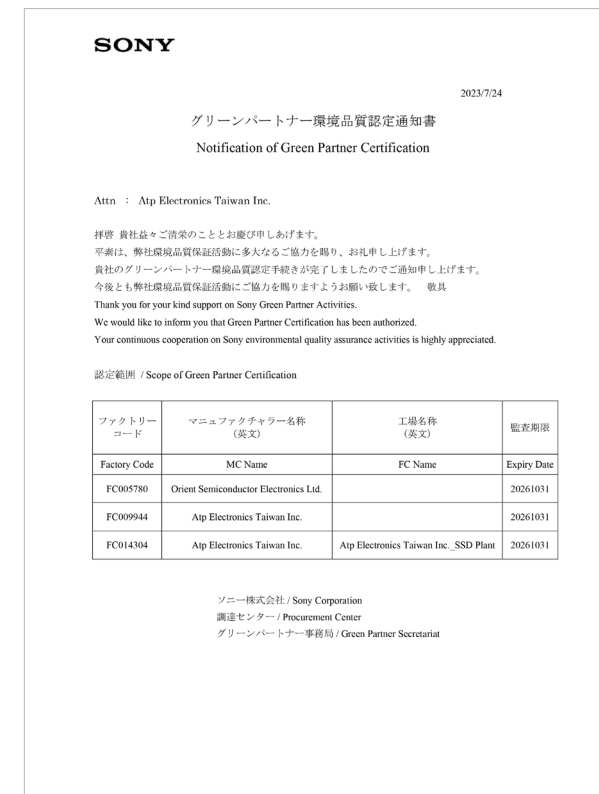 SONY
2023/7/24
グリーンパートナー環境品質認定通知書
Notification of Green Partner Certification
Attn : Atp Electronics Taiwan Inc.
拝啓 貴社益々ご清栄のこととお慶び申しあげます。
平素は、弊社環境品質保証活動に多大なるご協力を賜り、お礼申し上げます。
貴社のグリーンパートナー環境品質認定手続きが完了しましたのでご通知申し上げます。
今後とも弊社環境品質保証活動にご協力を賜りますようお願い致します。 敬具
Thank you for your kind support on Sony Green Partner Activities.
We would like to inform you that Green Partner Certification has been authorized.
Your continuous cooperation on Sony environmental quality assurance activities is highly appreciated.
認定範囲 / Scope of Green Partner Certification
ファクトリーコード マニュファクチャラー名称(英文) 工場名称(英文) 監査期限
Factory Code MC Name FC Name Expiry Date
FC005780 Orient Semiconductor Electronics Ltd. 20261031
FC009944 Atp Electronics Taiwan Inc. 20261031
FC014304 Atp Electronics Taiwan Inc. Atp Electronics Taiwan Inc._SSD Plant 20261031
ソニー株式会社 / Sony Corporation
調達センター / Procurement Center
グリーンパートナー事務局 / Green Partner Secretariat